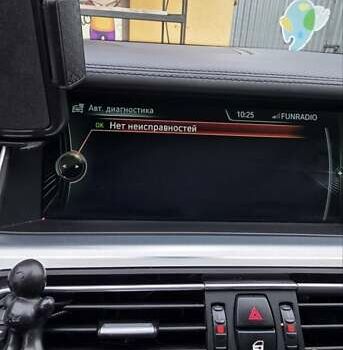 Авт. диагностика
10:25 FUNRADIO
OK Нет неисправностей